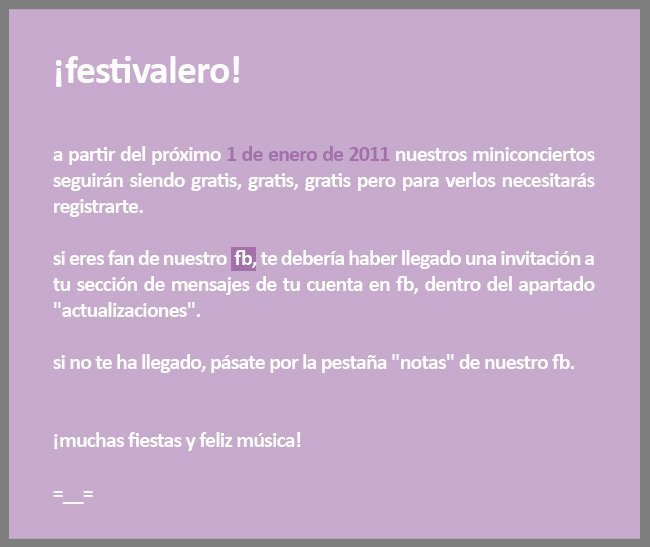 ¡festivalero!
a partir del próximo 1 de enero de 2011 nuestros miniconciertos
seguirán siendo gratis, gratis, gratis pero para verlos necesitarás
registrarte.
si eres fan de nuestro fb, te debería haber llegado una invitación a
tu sección de mensajes de tu cuenta en fb, dentro del apartado
"actualizaciones".
si no te ha llegado, pásate por la pestaña "notas" de nuestro fb.
¡muchas fiestas y feliz música!
=__=